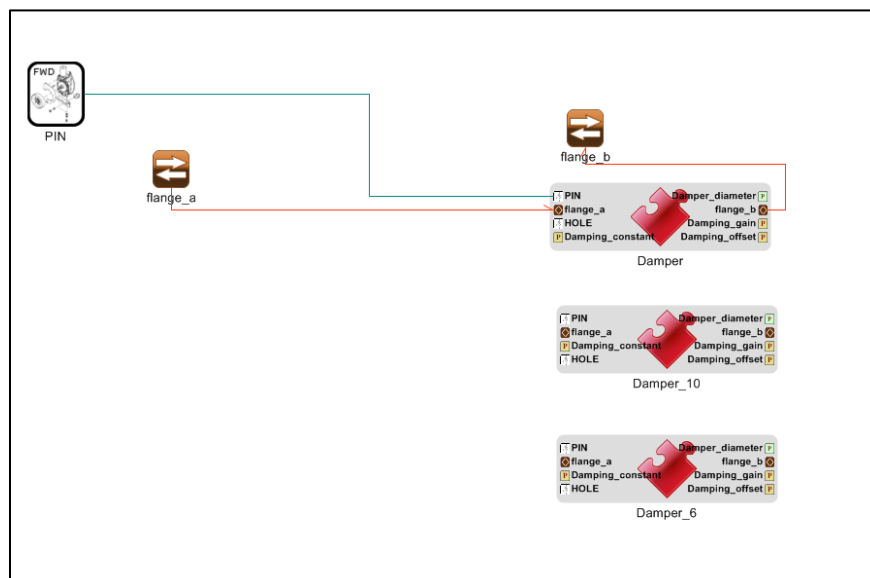 FWD
PIN
flange_a
flange_b
PIN
flange_a
HOLE
Damping_constant
Damper_diameter
flange_b
Damping_gain
Damping_offset
P
P
P
P
Damper
PIN
flange_a
Damping_constant
HOLE
Damper_diameter
flange_b
Damping_gain
Damping_offset
P
P
P
P
Damper_10
PIN
flange_a
Damping_constant
HOLE
Damper_diameter
flange_b
Damping_gain
Damping_offset
P
P
P
P
Damper_6